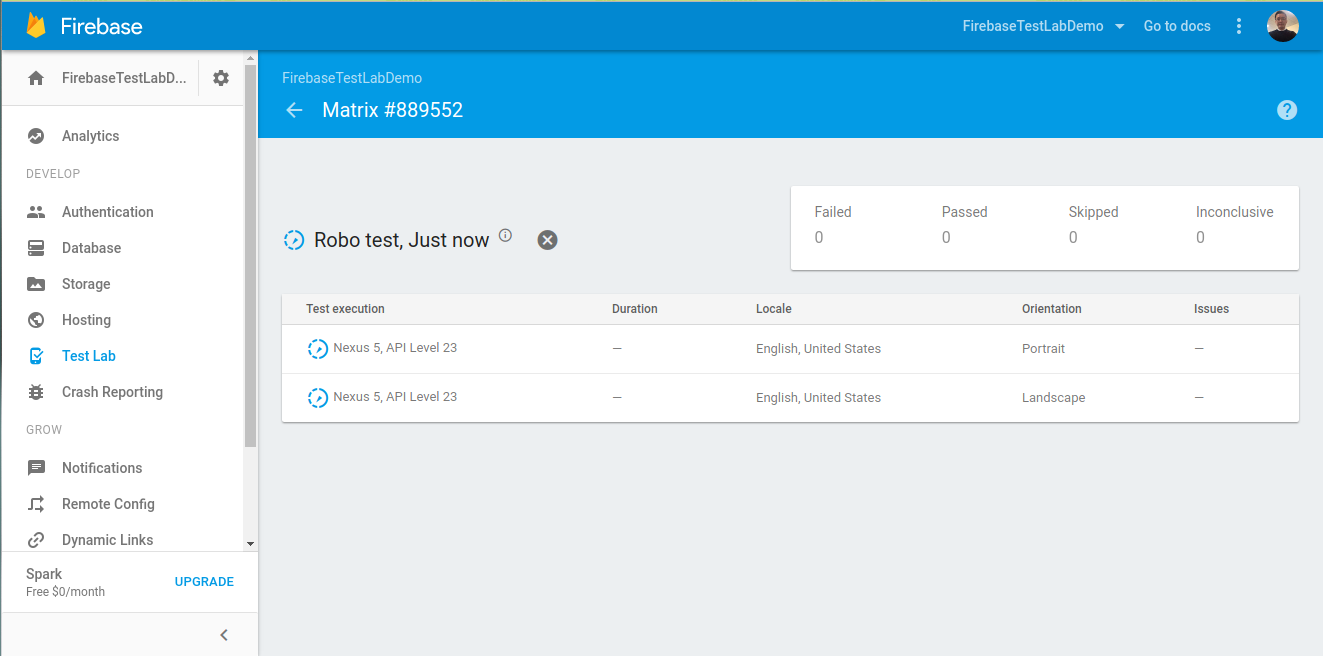 Firebase
FirebaseTestLabDemo
Go to docs
FirebaseTestLabD...
Analytics
DEVELOP
Authentication
Database
Storage
Hosting
Test Lab
Crash Reporting
GROW
Notifications
Remote Config
Dynamic Links
Spark
Free $0/month
UPGRADE
FirebaseTestLabDemo
Matrix #889552
?
Robo test, Just now
Failed Passed Skipped Inconclusive
0 0 0 0
Test execution Duration Locale Orientation Issues
Nexus 5, API Level 23 — English, United States Portrait —
Nexus 5, API Level 23 — English, United States Landscape —